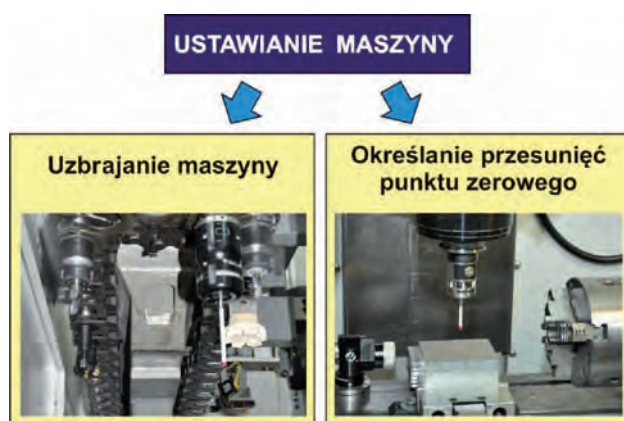 USTAWIANIE MASZYNY
Uzbrajanie maszyny
Określanie przesunięć
punktu zerowego